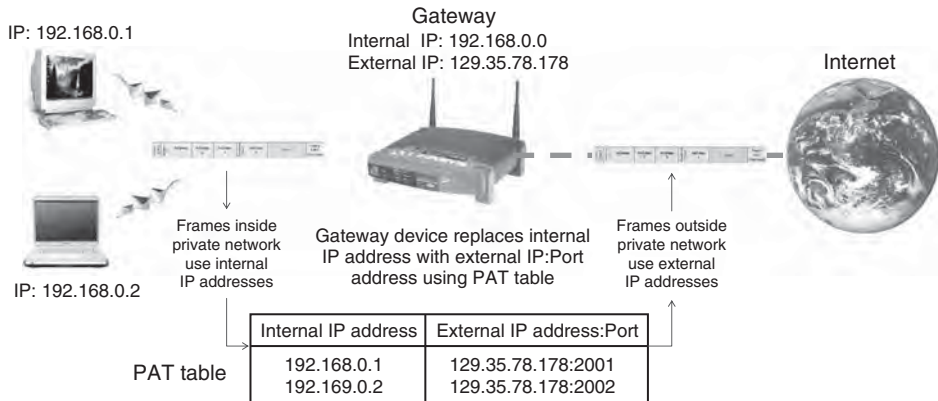 IP: 192.168.0.1
Gateway
Internal IP: 192.168.0.0
External IP: 129.35.78.178
Internet
Frames inside
private network
use internal
IP addresses
Gateway device replaces internal
IP address with external IP:Port
address using PAT table
Frames outside
private network
use external
IP addresses
IP: 192.168.0.2
PAT table
Internal IP address External IP address:Port
192.168.0.1 129.35.78.178:2001
192.169.0.2 129.35.78.178:2002